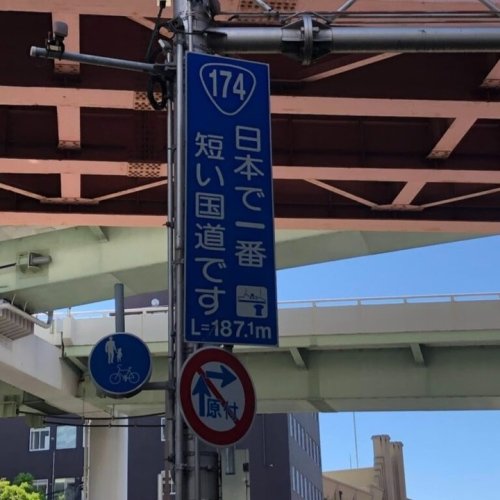 174
日本で一番
短い国道です
L=187.1m
原付